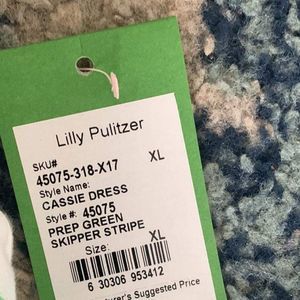 Lilly Pulitzer
SKU#
45075-318-X17 XL
Style Name:
CASSIE DRESS
Style #: 45075
PREP GREEN
SKIPPER STRIPE
Size: XL
6 30306 953412
Suggested Price